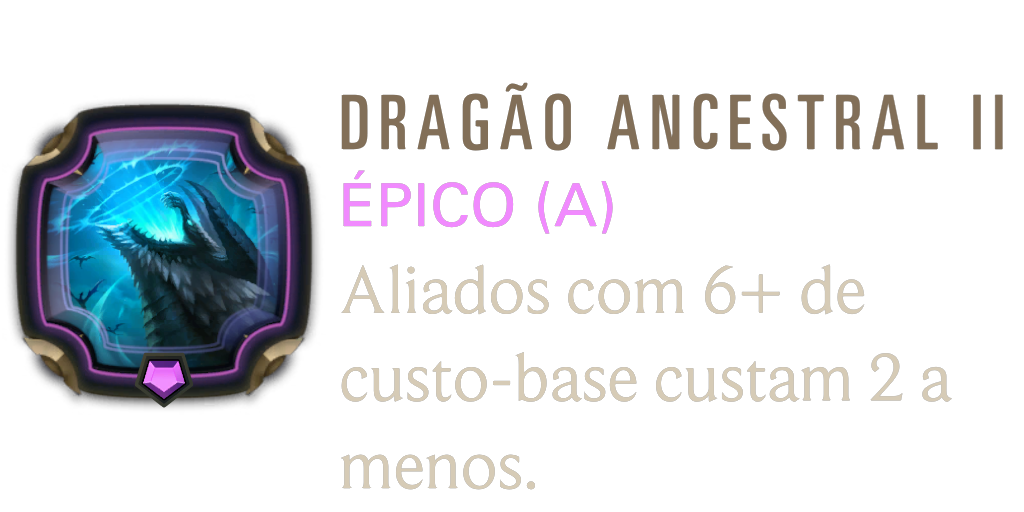 DRAGÃO ANCESTRAL II
ÉPICO (A)
Aliados com 6+ de
custo-base custam 2 a
menos.